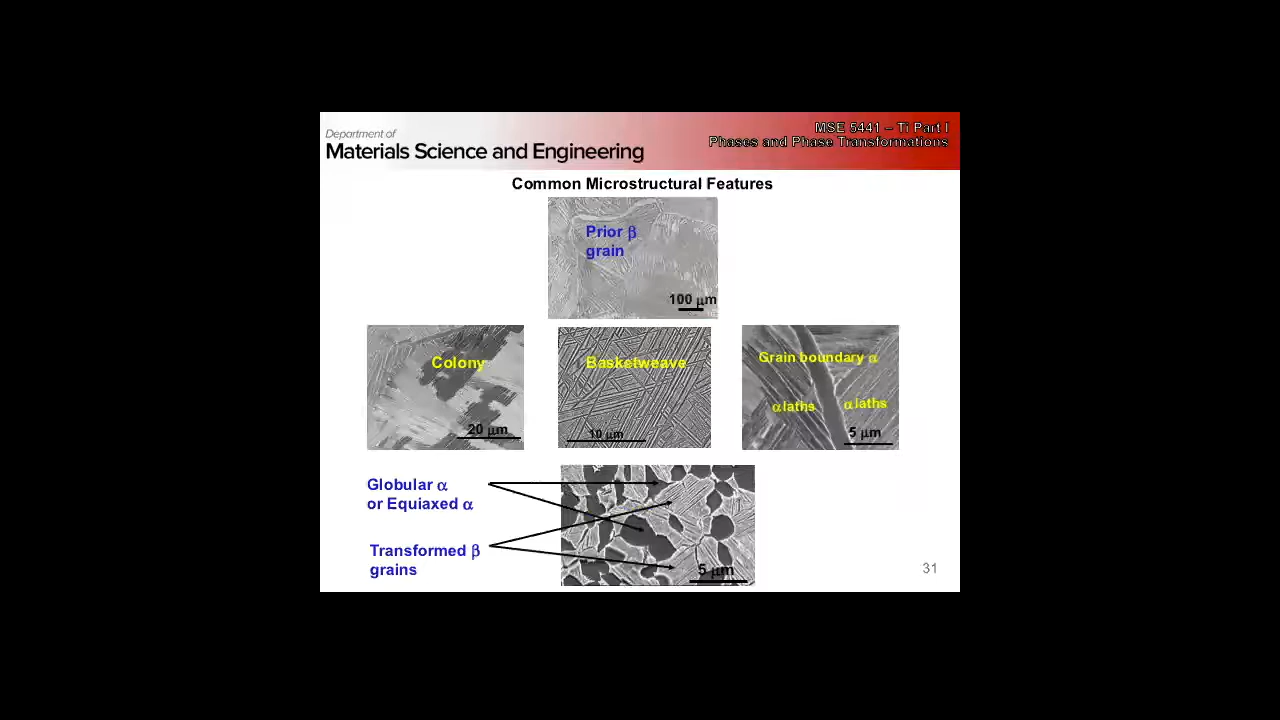 Department of
Materials Science and Engineering
MSE 5441 – Ti Part I
Phases and Phase Transformations
Common Microstructural Features
Prior β
grain
100 μm
Colony
20 μm
Basketweave
10 μm
Grain boundary α
α laths
α laths
5 μm
Globular α
or Equiaxed α
Transformed β
grains
5 μm
31